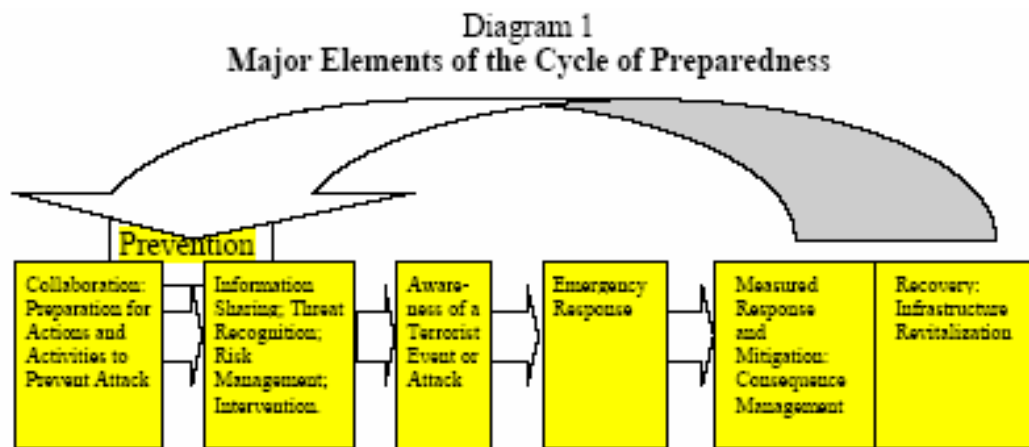 Diagram 1
Major Elements of the Cycle of Preparedness
Prevention
Collaboration:
Preparation for
Actions and
Activities to
Prevent Attack
Information
Sharing; Threat
Recognition;
Risk
Management;
Intervention.
Aware-
ness of a
Terrorist
Event or
Attack
Emergency
Response
Measured
Response
and
Mitigation:
Consequence
Management
Recovery:
Infrastructure
Revitalization